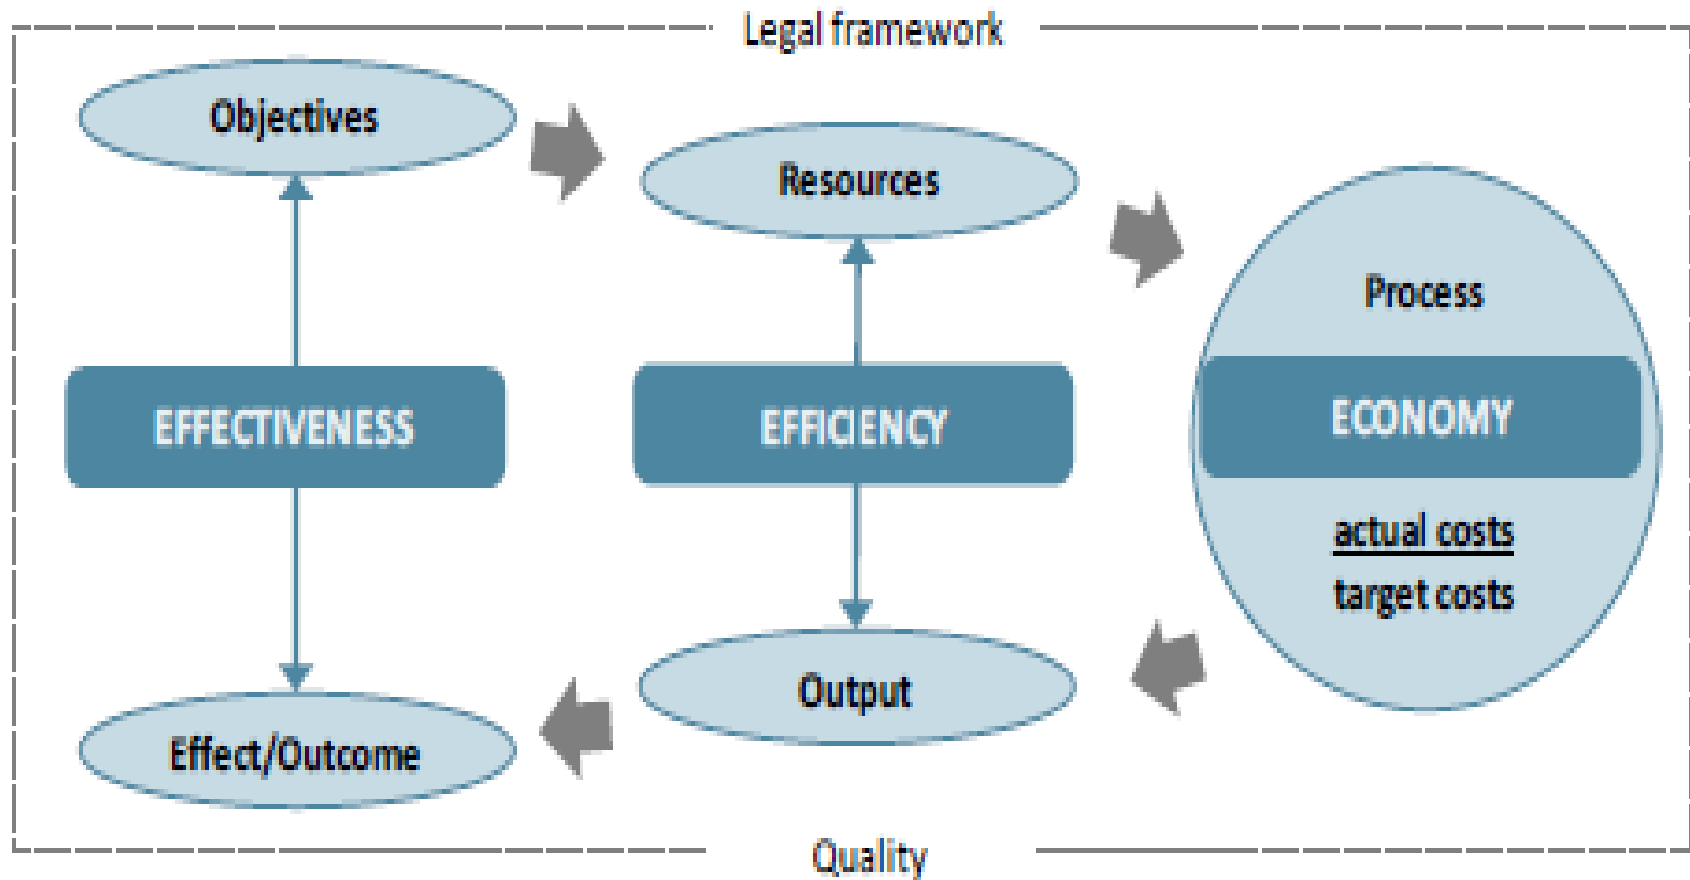 Legal framework
Objectives
Resources
Process
EFFECTIVENESS
EFFICIENCY
ECONOMY
actual costs
target costs
Output
Effect/Outcome
Quality